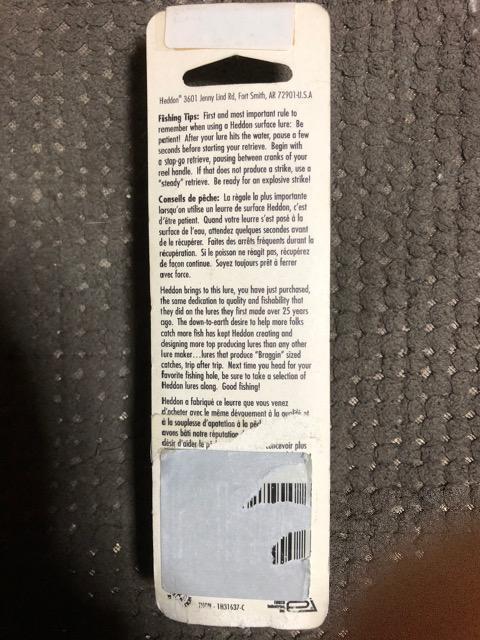 Heddon® 3601 Jenny Lind Rd, Fort Smith, AR 72901-U.S.A
Fishing Tips: First and most important rule to
remember when using a Heddon surface lure: Be
patient! After your lure hits the water, pause a few
seconds before starting your retrieve. Begin with
a stop-go retrieve, pausing between cranks of your
reel handle. If that does not produce a strike, use a
"steady" retrieve. Be ready for an explosive strike!
Conseils de pêche: La règale la plus importante
lorsqu'on utilise un leurre de surface Heddon, c'est
d'être patient. Quand votre leurre s'est posé à la
surface de l'eau, attendez quelques secondes avant
de le récupérer. Faites des arrêts fréquents durant la
récupération. Si le poisson ne réagit pas, récupérez
de façon continue. Soyez toujours prêt à ferrer
avec force.
Heddon brings to this lure, you have just purchased,
the same dedication to quality and fishability that
they did on the lures they first made over 25 years
ago. The down-to-earth desire to help more folks
catch more fish has kept Heddon creating and
designing more top producing lures than any other
lure maker...lures that produce "Braggin" sized
catches, trip after trip. Next time you head for your
favorite fishing hole, be sure to take a selection of
Heddon lures along. Good fishing!
Heddon a fabriqué ce leurre que vous venez
d'acheter avec le même dévouement à la qualité et
à la souplesse d'apatation à la
avons bâti notre réputation
désir d'aider le concevoir plus
1H31637-C